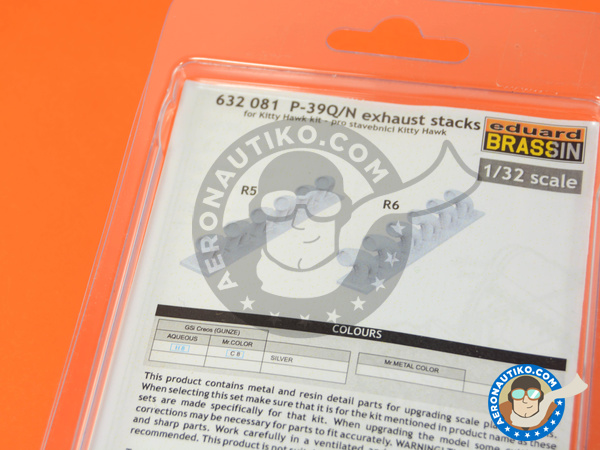 632 081 P-39Q/N exhaust stacks
for Kitty Hawk kit - pro stavebnici Kitty Hawk
eduard
BRASSIN
1/32 scale
R5
R6
AERONAUTIKO.COM
COLOURS
GSi Creos (GUNZE)
AQUEOUS
Mr.COLOR
Mr.METAL COLOR
H 8
C 8
SILVER
This product contains metal and resin detail parts for upgrading scale
When selecting this set make sure that it is for the kit mentioned in product name as these
sets are made specifically for that kit. When upgrading the model some
corrections may be necessary for parts to fit accurately. WARNING!
and sharp parts. Work carefully in a ventilated
recommended. This product is not
AERONAUTIKO.COM